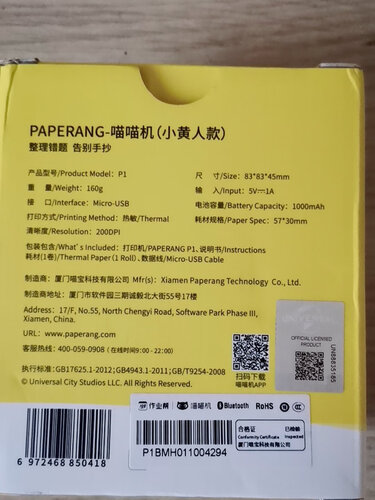 PAPERANG-喵喵机(小黄人款)
整理错题 告别手抄
产品型号/Product Model: P1
尺 寸/Size: 83*83*45mm
重 量/Weight: 160g
输 入/Input: 5V⎓1A
接 口/Interface: Micro-USB
电池容量/Battery Capacity: 1000mAh
打印方式/Printing Method: 热敏/Thermal
耗材规格/Paper Spec: 57*30mm
清晰度/Resolution: 200DPI
包装包含/What's Included: 打印机/PAPERANG P1、说明书/Instructions
耗材(1卷)/Thermal Paper (1 Roll)、数据线/Micro-USB Cable
制造商: 厦门喵宝科技有限公司 Mfr(s): Xiamen Paperang Technology Co., Ltd.
制造商地址: 厦门市软件园三期诚毅北大街55号17楼
Address: 17/F, No.55, North Chengyi Road, Software Park Phase III,
Xiamen, China.
URL: www.paperang.com
客服热线: 400-059-0908 (在线时间9:00 - 22:00)
执行标准: GB17625.1-2012;GB4943.1-2011;GB/T9254-2008
© Universal City Studios LLC.
扫码下载
喵喵机APP
UNIVERSAL
OFFICIAL LICENSED
PRODUCT
作业帮 喵喵机 Bluetooth RoHS
6 972468 850418
P1BMH011004294
合格证 已检验
Conformity Certificate Inspected
厦门喵宝科技有限公司